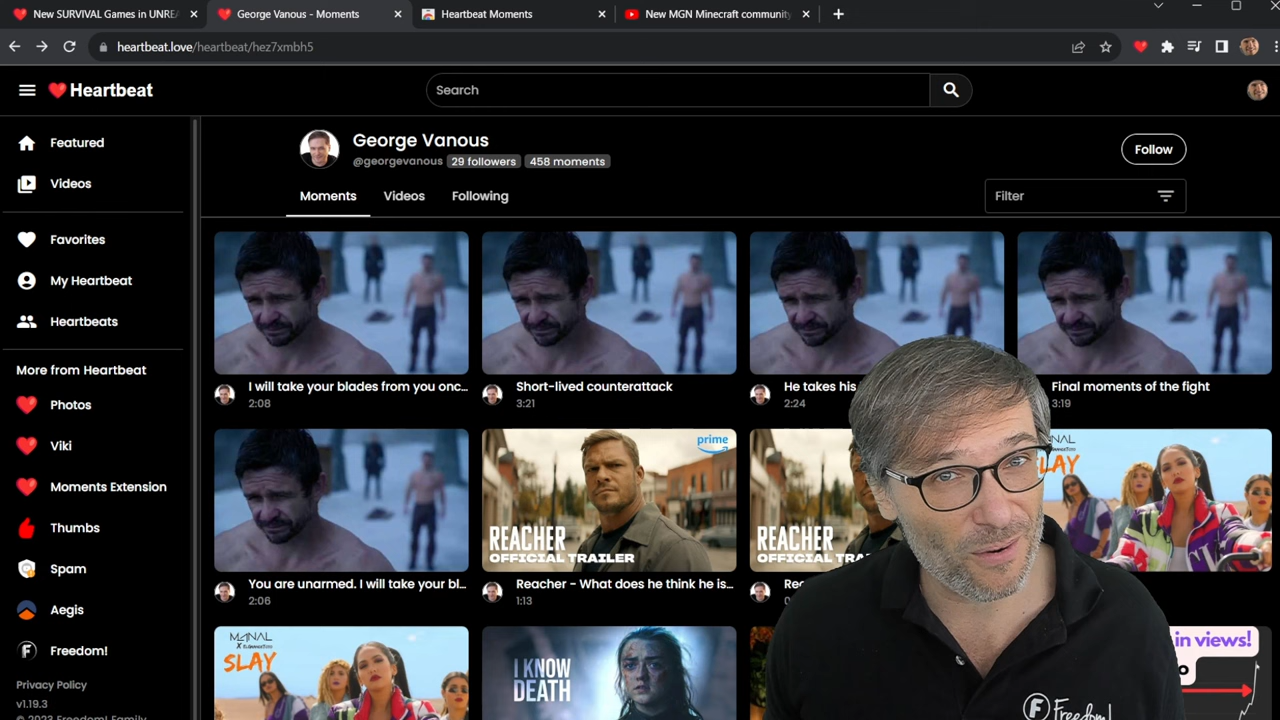 New SURVIVAL Games in UNREA
George Vanous - Moments
Heartbeat Moments
New MGN Minecraft community
heartbeat.love/heartbeat/hez7xmbh5
Heartbeat
Search
Featured
Videos
Favorites
My Heartbeat
Heartbeats
More from Heartbeat
Photos
Viki
Moments Extension
Thumbs
Spam
Aegis
Freedom!
Privacy Policy
v1.19.3
© 2023 Freedom! Family
George Vanous
@georgevanous 29 followers 458 moments
Follow
Moments Videos Following
Filter
I will take your blades from you onc...
2:08
Short-lived counterattack
3:21
He takes his
2:24
Final moments of the fight
3:19
You are unarmed. I will take your bl...
2:06
prime
REACHER
OFFICIAL TRAILER
Reacher - What does he think he is...
1:13
REACHER
OFFICIAL TRA
SLAY
MANAL
SLAY
I KNOW
DEATH
in views!
F Freedom!